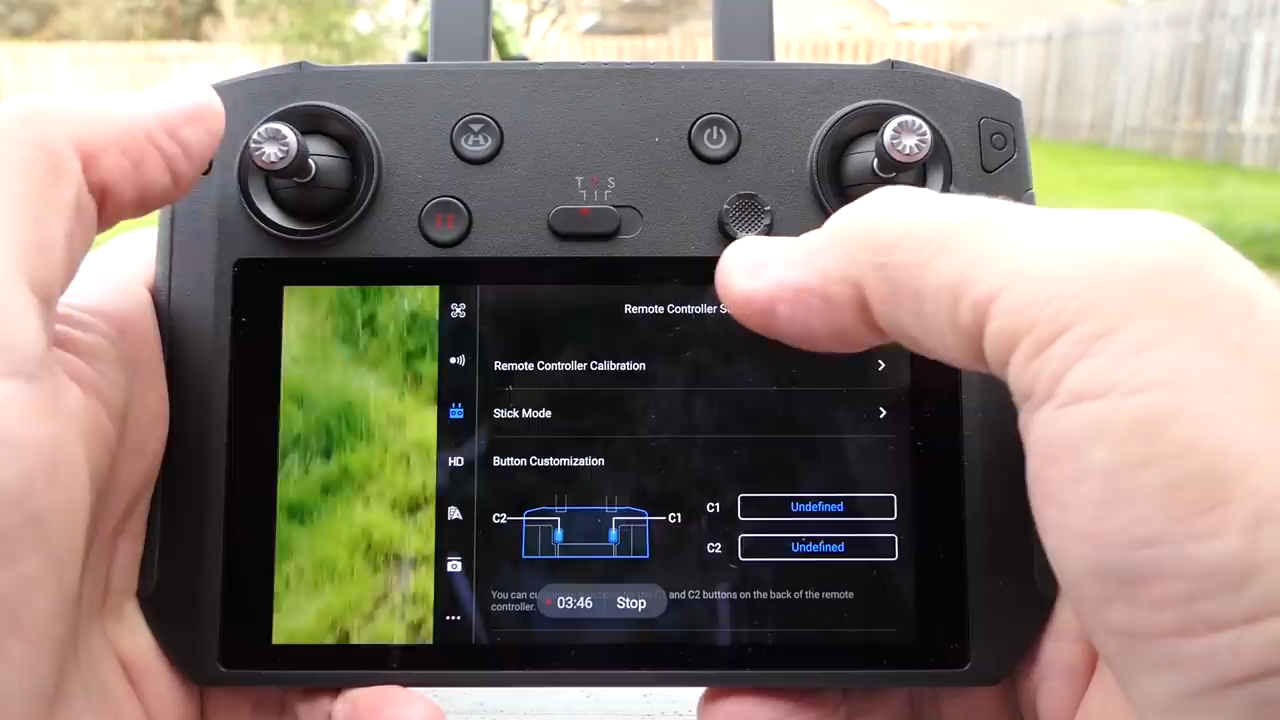 T P S
Remote Controller
Remote Controller Calibration
Stick Mode
HD
Button Customization
C2
C1
C1 Undefined
C2 Undefined
You can and C2 buttons on the back of the remote
controller.
03:46 Stop